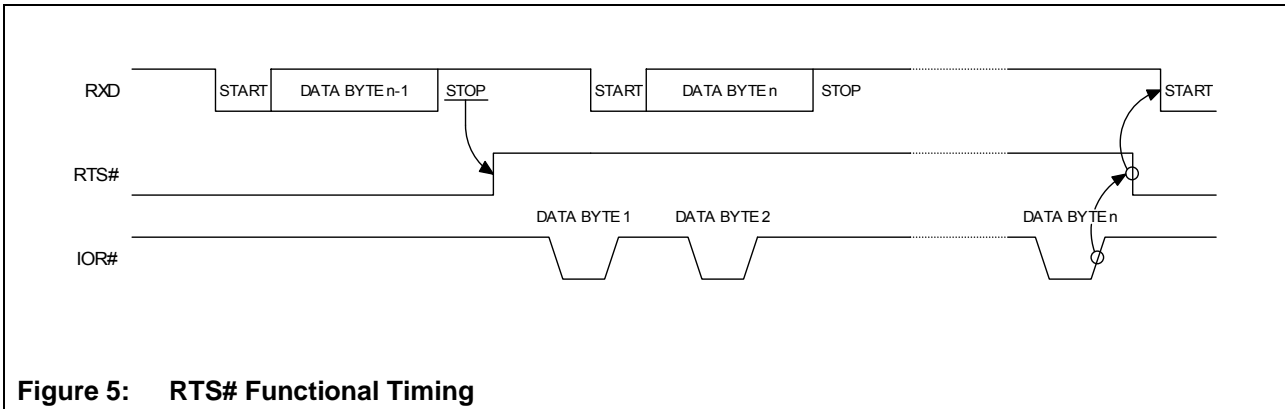 RXD START DATA BYTE n-1 STOP START DATA BYTE n STOP START
RTS#
DATA BYTE 1 DATA BYTE 2 DATA BYTE n
IOR#
Figure 5: RTS# Functional Timing